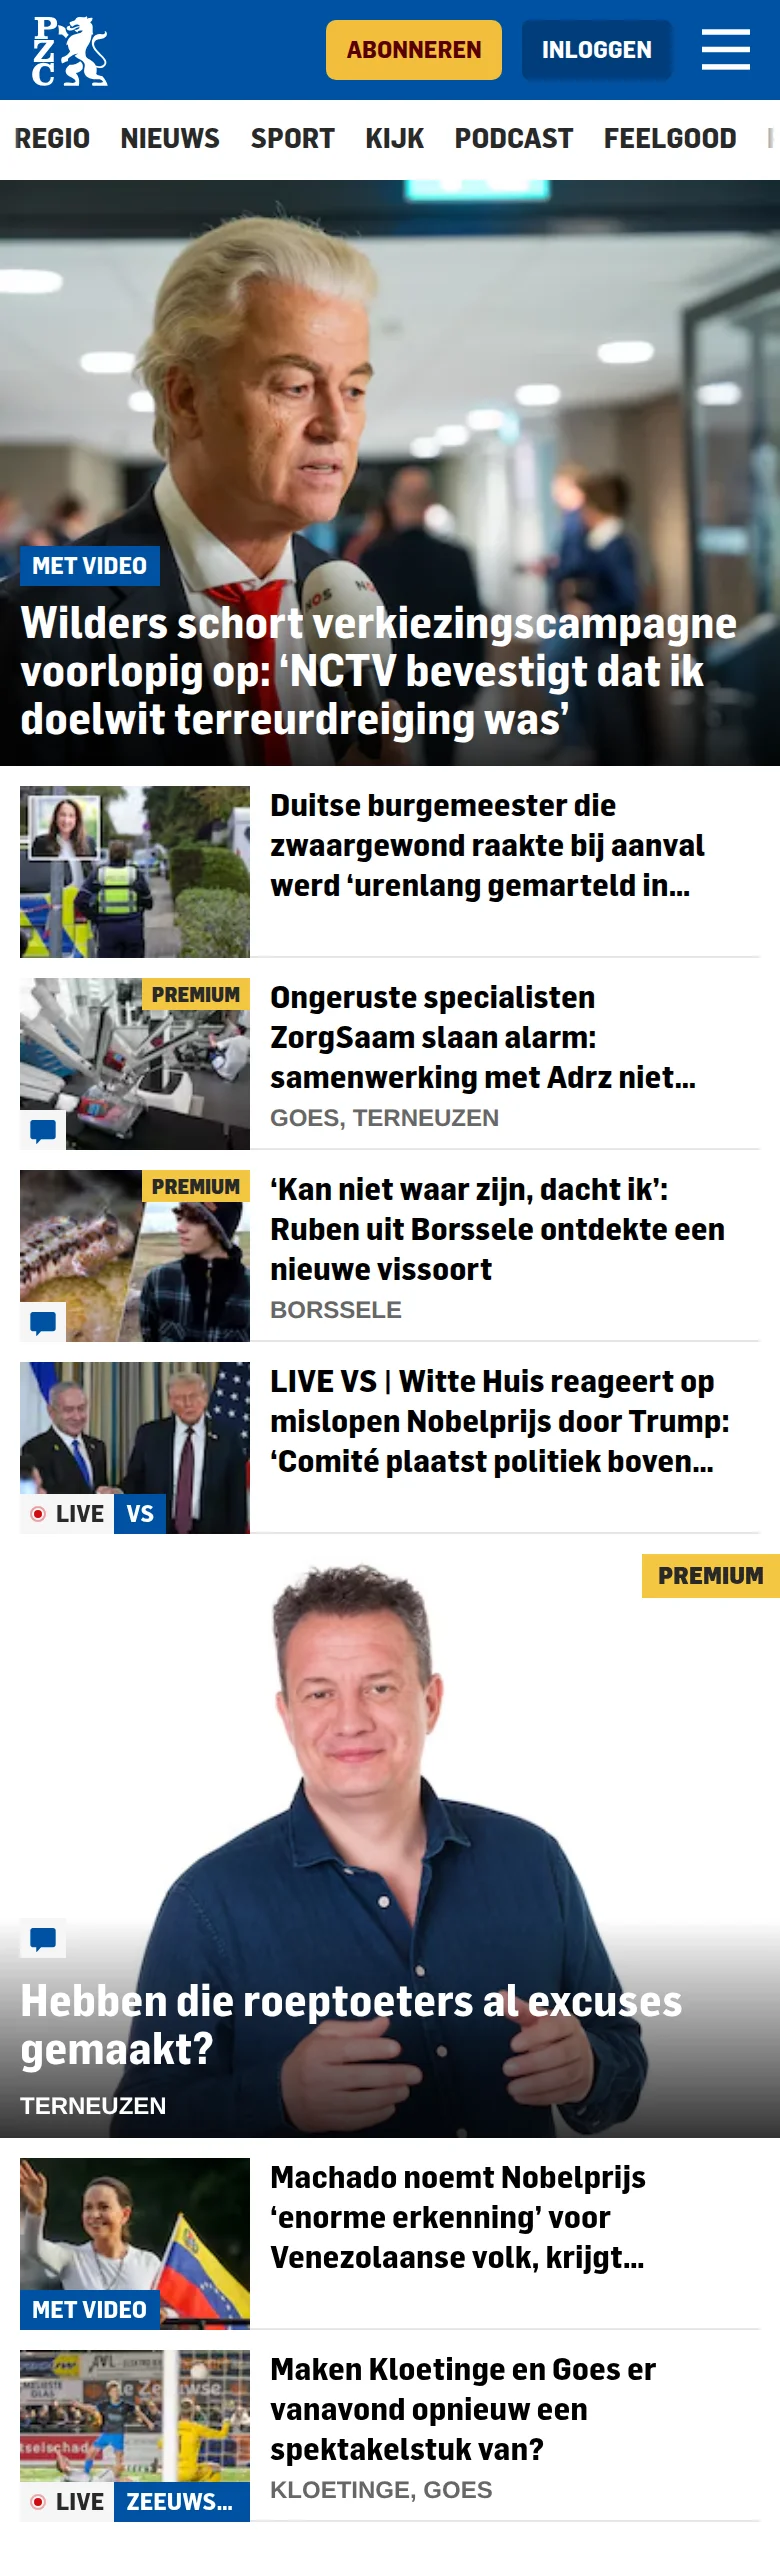 PZC
ABONNEREN
INLOGGEN
REGIO NIEUWS SPORT KIJK PODCAST FEELGOOD
NOS
MET VIDEO
Wilders schort verkiezingscampagne
voorlopig op: ‘NCTV bevestigt dat ik
doelwit terreurdreiging was’
Duitse burgemeester die
zwaargewond raakte bij aanval
werd ‘urenlang gemarteld in...
PREMIUM
Ongeruste specialisten
ZorgSaam slaan alarm:
samenwerking met Adrz niet...
GOES, TERNEUZEN
PREMIUM
‘Kan niet waar zijn, dacht ik’:
Ruben uit Borssele ontdekte een
nieuwe vissoort
BORSSELE
LIVE VS | Witte Huis reageert op
mislopen Nobelprijs door Trump:
‘Comité plaatst politiek boven...
LIVE VS
PREMIUM
Hebben die roeptoeters al excuses
gemaakt?
TERNEUZEN
Machado noemt Nobelprijs
‘enorme erkenning’ voor
Venezolaanse volk, krijgt...
MET VIDEO
Maken Kloetinge en Goes er
vanavond opnieuw een
spektakelstuk van?
KLOETINGE, GOES
LIVE ZEEUWS...